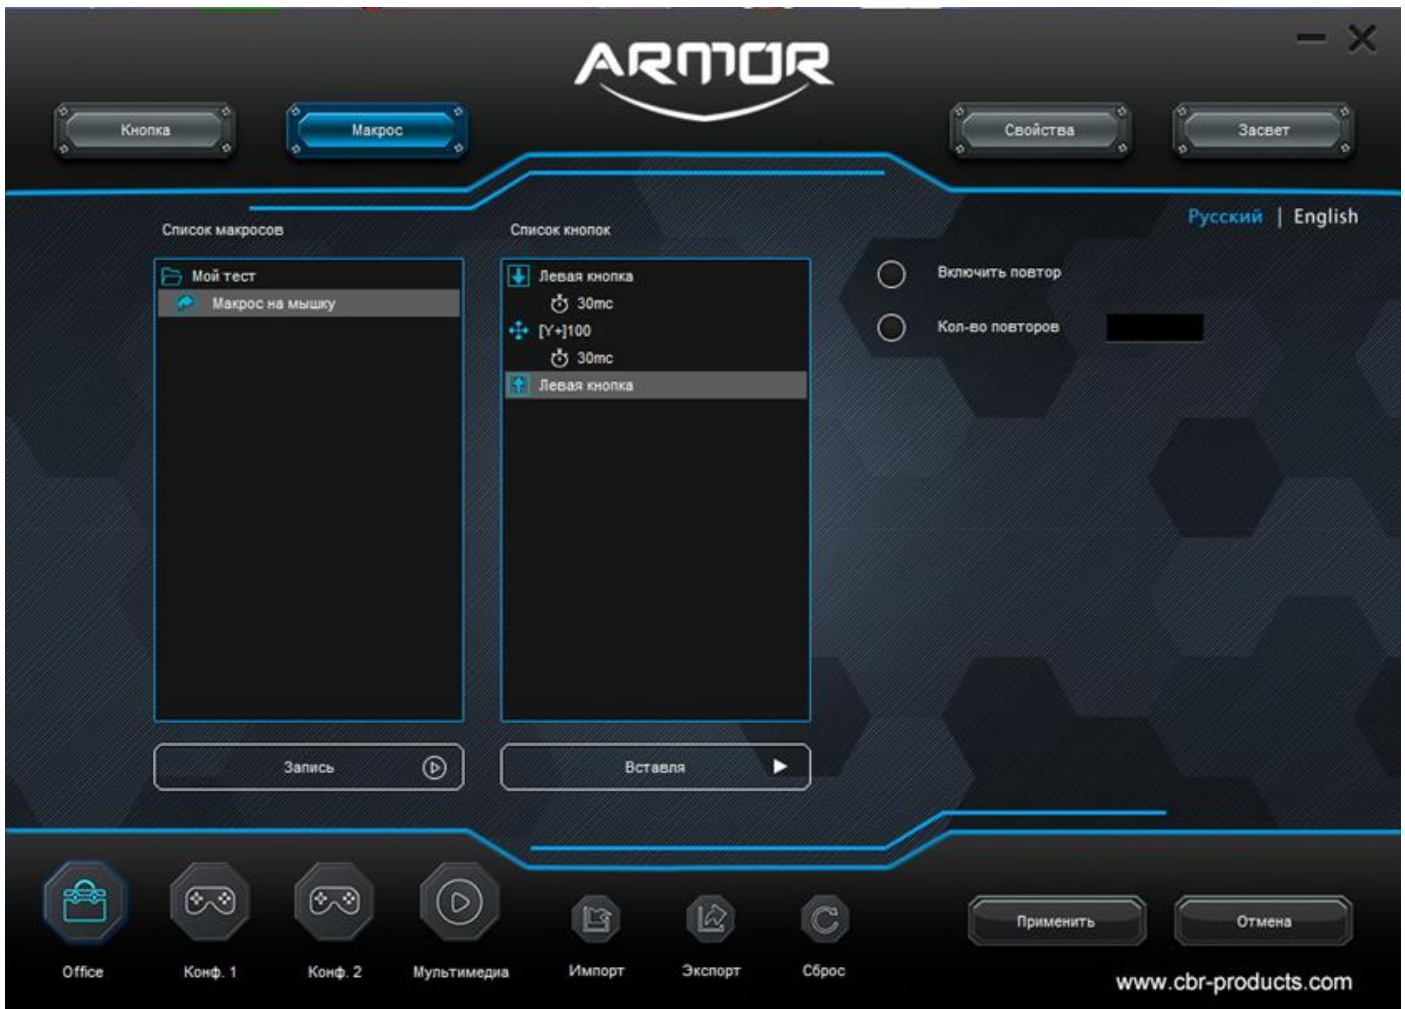 ARMOR
Кнопка
Макрос
Свойства
Засвет
Русский | English
Список макросов
Список кнопок
Мой тест
Макрос на мышку
Левая кнопка
30mc
[Y+]100
30mc
Левая кнопка
Включить повтор
Кол-во повторов
Запись
Вставля
Office
Конф. 1
Конф. 2
Мультимедиа
Импорт
Экспорт
Сброс
Применить
Отмена
www.cbr-products.com